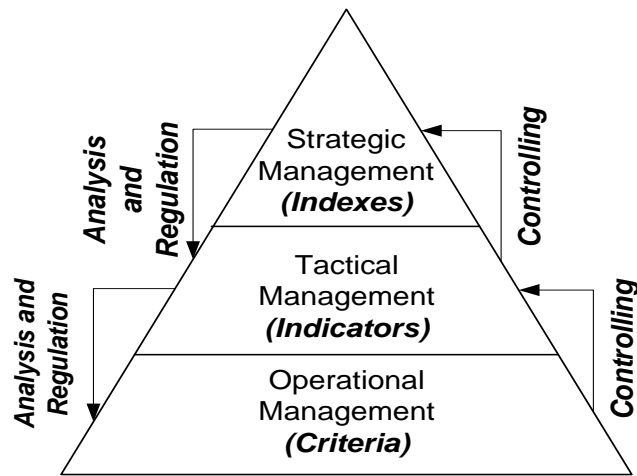 Analysis
and
Regulation
Strategic
Management
(Indexes)
Controlling
Analysis and
Regulation
Tactical
Management
(Indicators)
Controlling
Operational
Management
(Criteria)